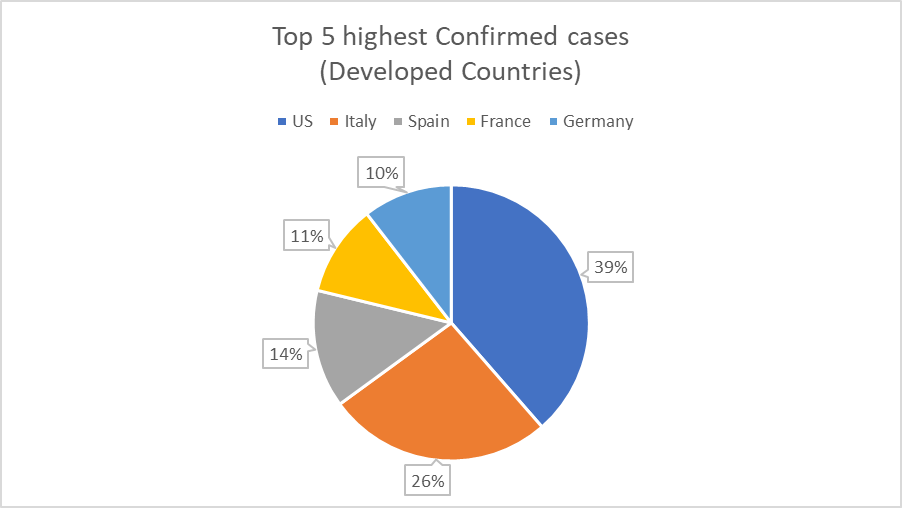 Top 5 highest Confirmed cases
(Developed Countries)
US Italy Spain France Germany
10%
11%
39%
14%
26%